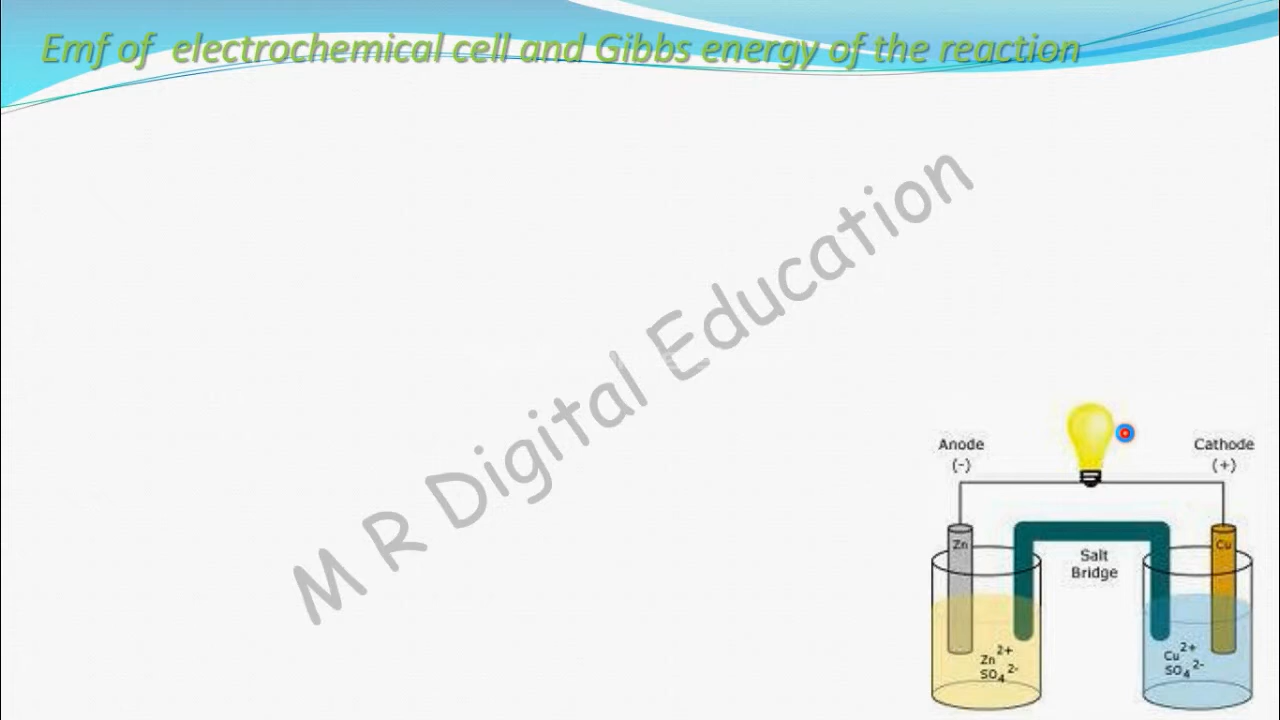 Emf of electrochemical cell and Gibbs energy of the reaction
M R Digital Education
Anode
(-)
Cathode
(+)
Zn
Cu
Salt
Bridge
Zn2+
SO42-
Cu2+
SO42-